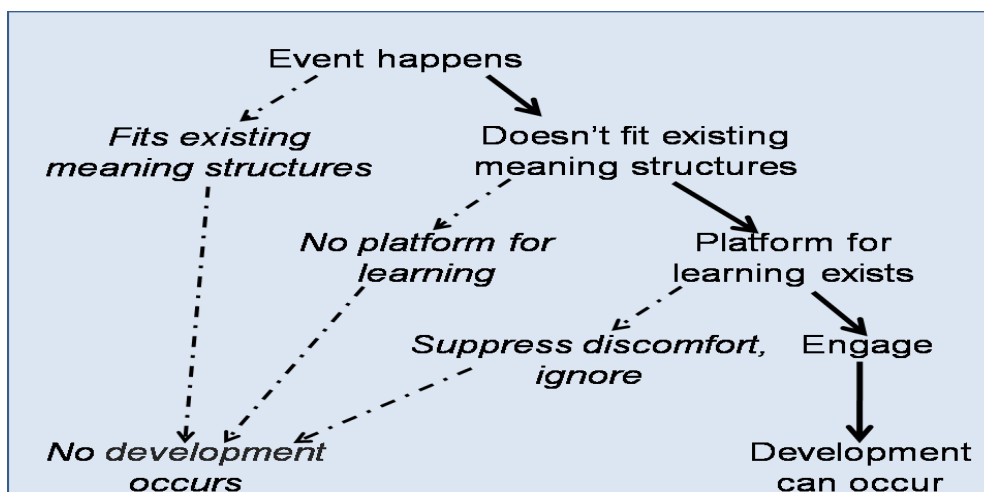 Event happens
Fits existing
meaning structures
Doesn't fit existing
meaning structures
No platform for
learning
Platform for
learning exists
Suppress discomfort,
ignore
Engage
No development
occurs
Development
can occur